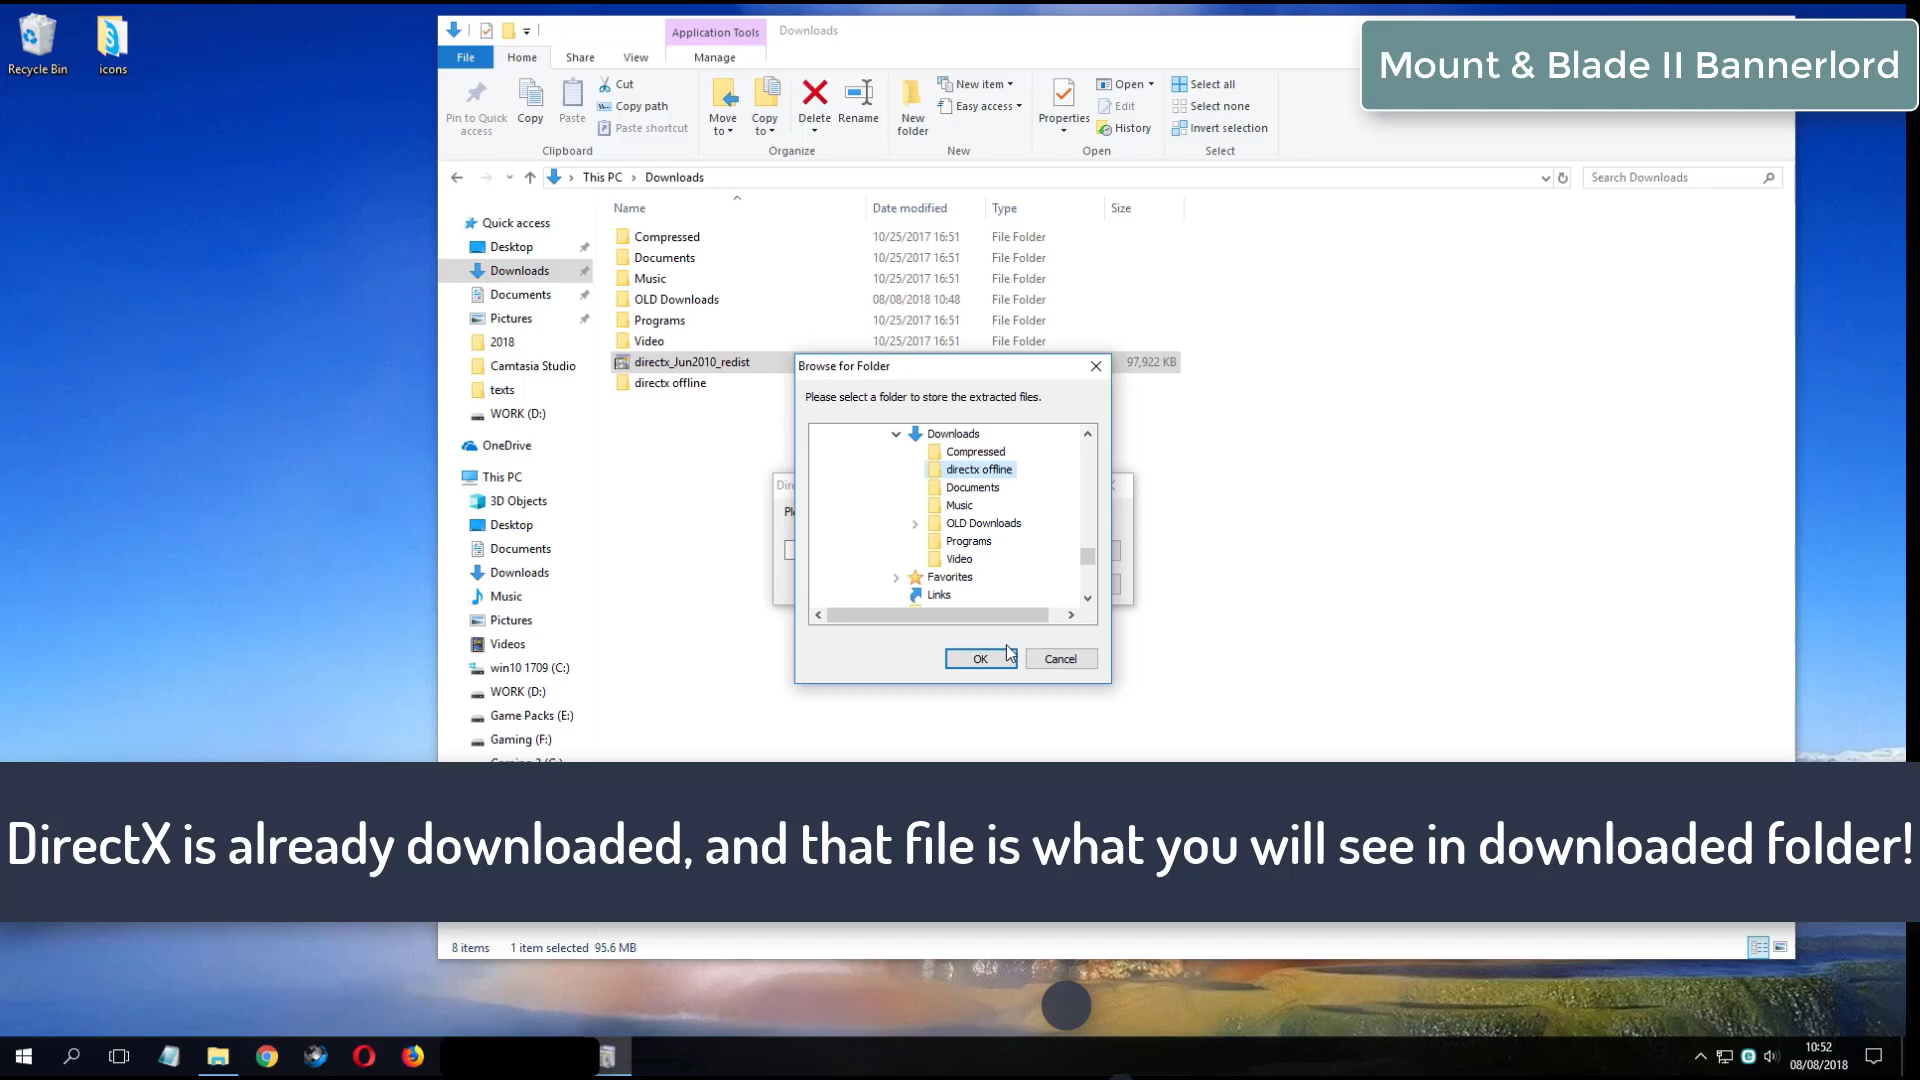 Recycle Bin
icons
Application Tools
Downloads
File
Home
Share
View
Manage
Mount & Blade II Bannerlord
Pin to Quick access
Copy
Paste
Cut
Copy path
Paste shortcut
Clipboard
Move to
Copy to
Delete
Rename
Organize
New folder
New item
Easy access
New
Properties
Open
Edit
History
Open
Select all
Select none
Invert selection
Select
This PC
Downloads
Search Downloads
Name
Date modified
Type
Size
Quick access
Desktop
Downloads
Documents
Pictures
2018
Camtasia Studio
texts
WORK (D:)
OneDrive
This PC
3D Objects
Desktop
Documents
Downloads
Music
Pictures
Videos
win10 1709 (C:)
WORK (D:)
Game Packs (E:)
Gaming (F:)
Compressed 10/25/2017 16:51 File Folder
Documents 10/25/2017 16:51 File Folder
Music 10/25/2017 16:51 File Folder
OLD Downloads 08/08/2018 10:48 File Folder
Programs 10/25/2017 16:51 File Folder
Video 10/25/2017 16:51 File Folder
directx_Jun2010_redist 97,922 KB
directx offline
Browse for Folder
Please select a folder to store the extracted files.
Downloads
Compressed
directx offline
Documents
Music
OLD Downloads
Programs
Video
Favorites
Links
OK
Cancel
DirectX is already downloaded, and that file is what you will see in downloaded folder!
8 items 1 item selected 95.6 MB
10:52
08/08/2018